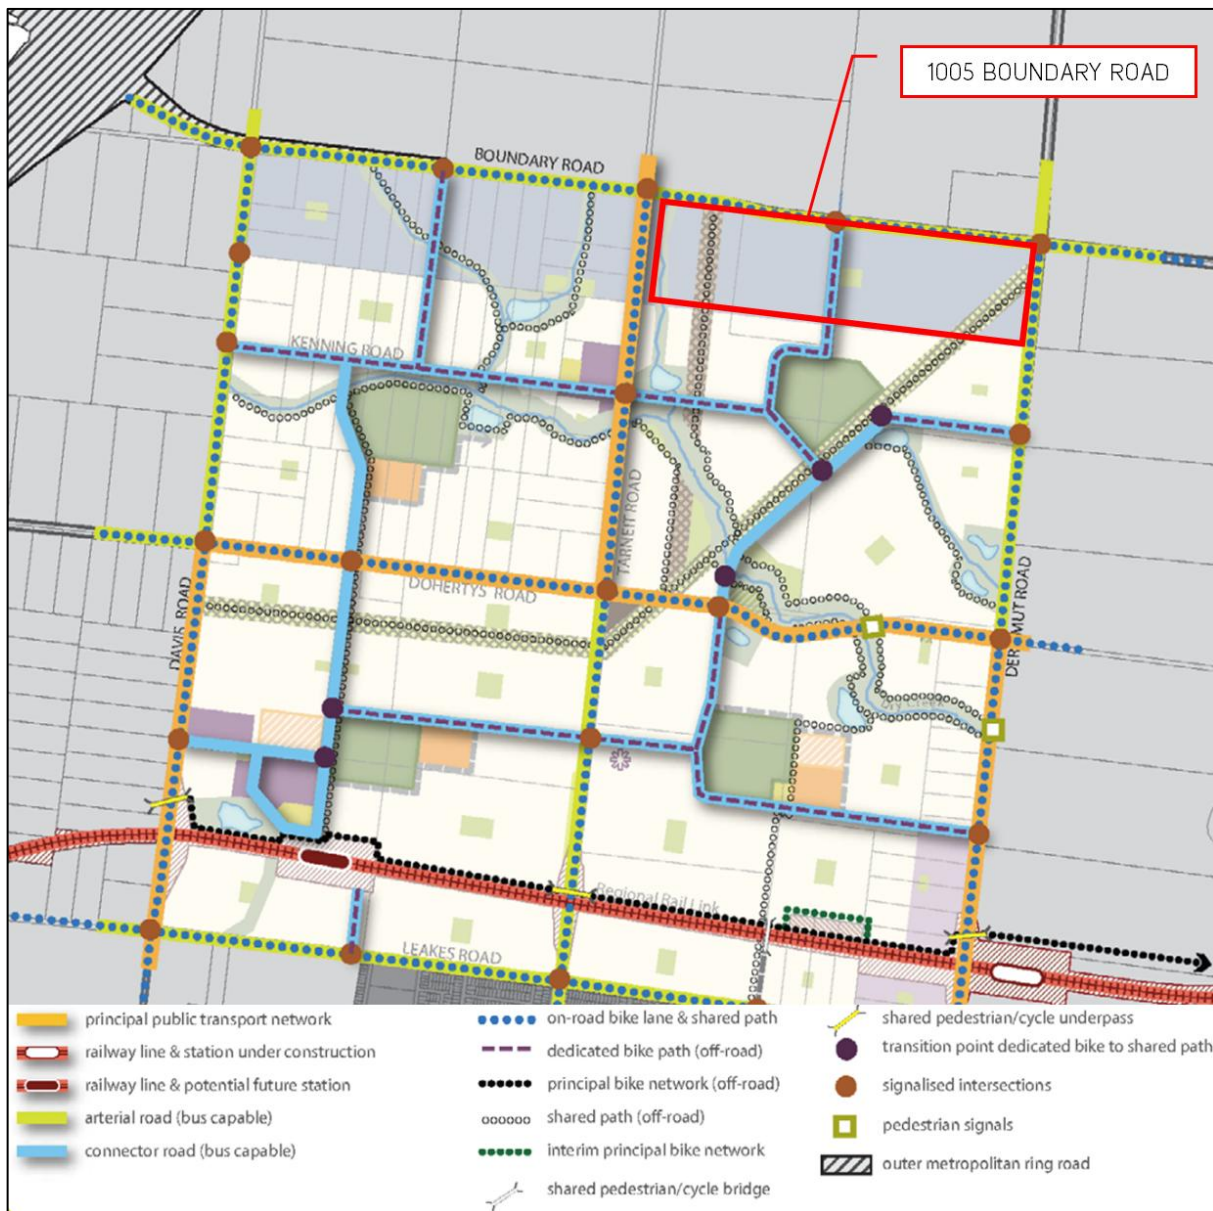 1005 BOUNDARY ROAD
BOUNDARY ROAD
KENNING ROAD
TARNEIT ROAD
DOHERTYS ROAD
DAVIS ROAD
DERRIMUT ROAD
Dry Creek
Regional Rail Link
LEAKES ROAD
principal public transport network
railway line & station under construction
railway line & potential future station
arterial road (bus capable)
connector road (bus capable)
on-road bike lane & shared path
dedicated bike path (off-road)
principal bike network (off-road)
shared path (off-road)
interim principal bike network
shared pedestrian/cycle bridge
shared pedestrian/cycle underpass
transition point dedicated bike to shared path
signalised intersections
pedestrian signals
outer metropolitan ring road